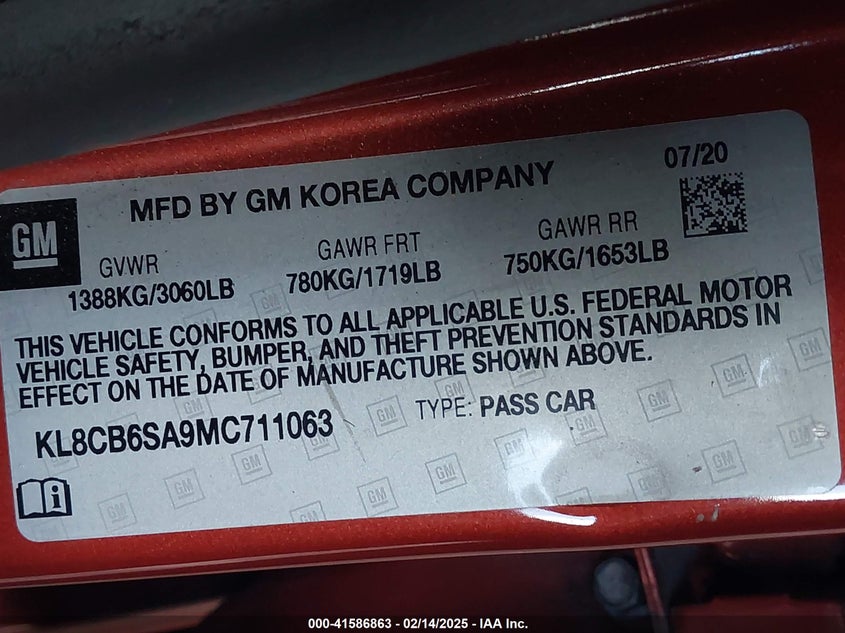 MFD BY GM KOREA COMPANY
07/20
GM
GVWR
GAWR FRT
GAWR RR
1388KG/3060LB
780KG/1719LB
750KG/1653LB
THIS VEHICLE CONFORMS TO ALL APPLICABLE U.S. FEDERAL MOTOR
VEHICLE SAFETY, BUMPER, AND THEFT PREVENTION STANDARDS IN
EFFECT ON THE DATE OF MANUFACTURE SHOWN ABOVE.
KL8CB6SA9MC711063
TYPE: PASS CAR
000-41586863 - 02/14/2025 - IAA Inc.